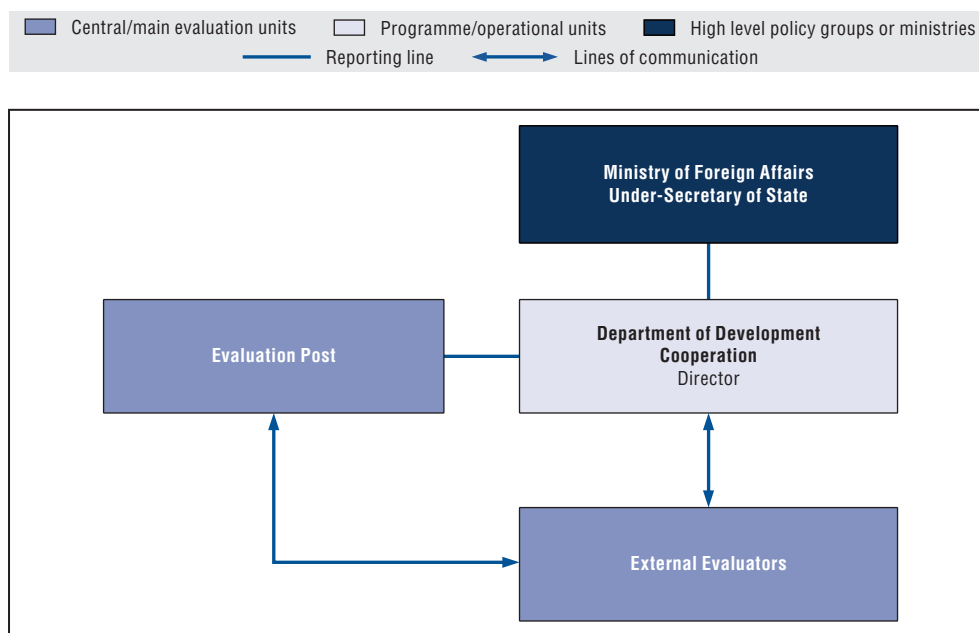 Central/main evaluation units Programme/operational units High level policy groups or ministries
Reporting line Lines of communication
Ministry of Foreign Affairs
Under-Secretary of State
Evaluation Post
Department of Development
Cooperation
Director
External Evaluators